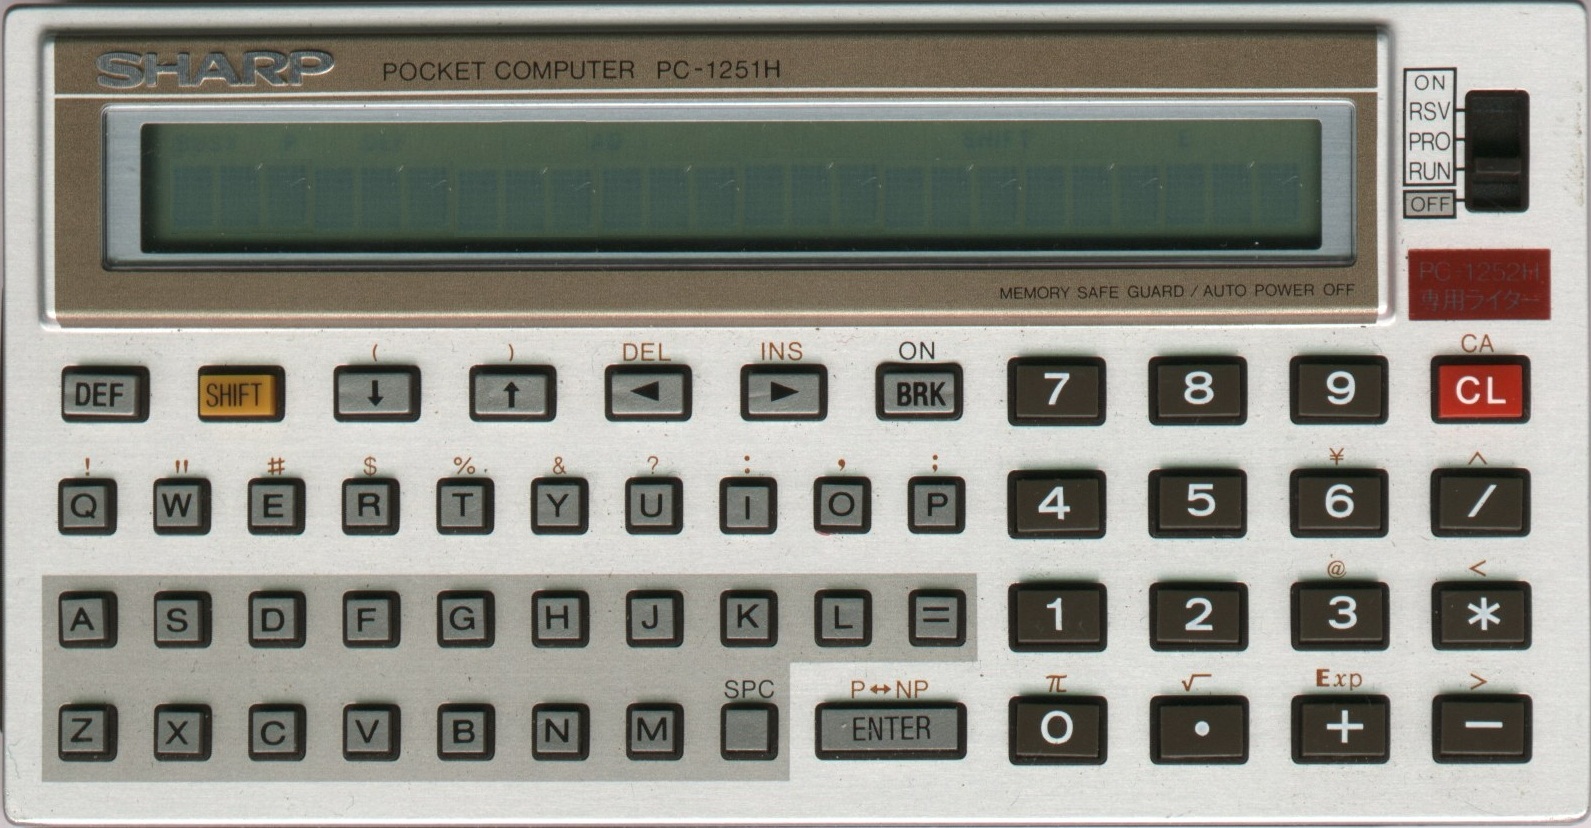 SHARP POCKET COMPUTER PC-1251H
ON
RSV
PRO
RUN
OFF
MEMORY SAFE GUARD / AUTO POWER OFF
PC-1252H
専用ライター
( ) DEL INS ON CA
DEF SHIFT ↓ ↑ ◀ ▶ BRK 7 8 9 CL
! " # $ % & ? : , ; ¥ ^
Q W E R T Y U I O P 4 5 6 /
@ <
A S D F G H J K L = 1 2 3 *
SPC P↔NP π √ Exp >
Z X C V B N M ENTER 0 • + −